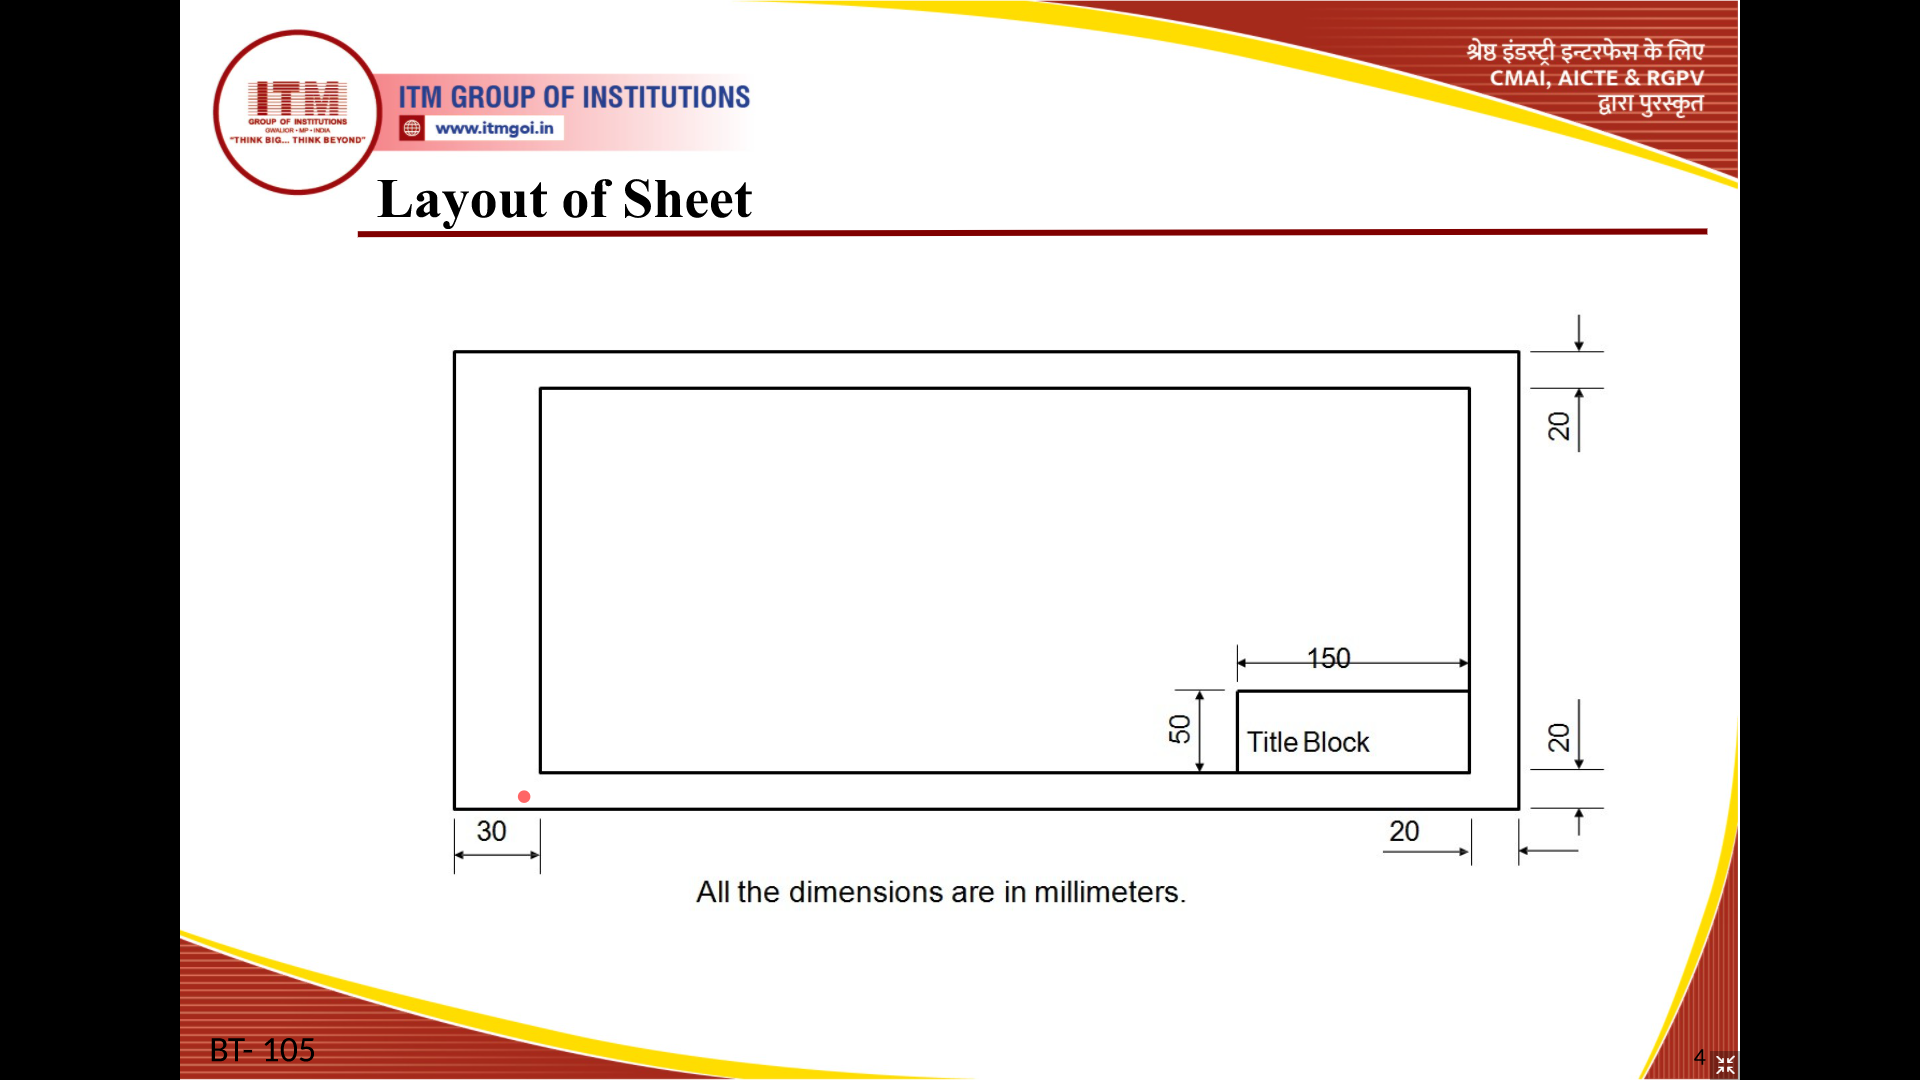 ITM
GROUP OF INSTITUTIONS
GWALIOR • MP • INDIA
"THINK BIG... THINK BEYOND"
ITM GROUP OF INSTITUTIONS
www.itmgoi.in
श्रेष्ठ इंडस्ट्री इन्टरफेस के लिए
CMAI, AICTE & RGPV
द्वारा पुरस्कृत
Layout of Sheet
20
150
50
Title Block
20
30
20
All the dimensions are in millimeters.
BT- 105
4